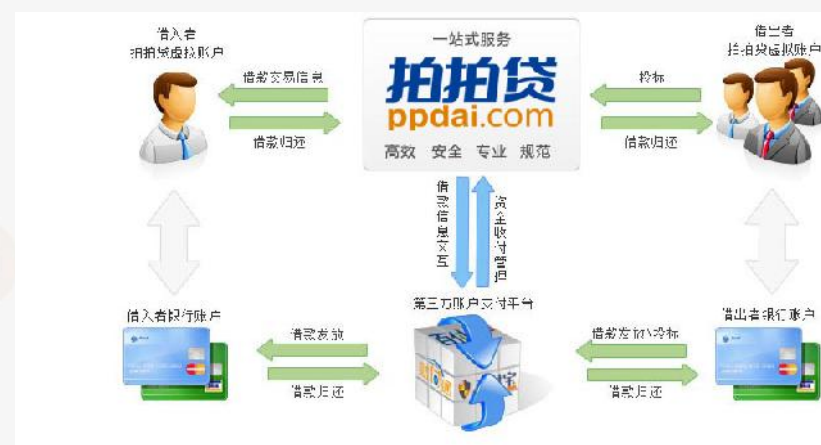 借入者
拍拍贷虚拟账户
一站式服务
拍拍贷
ppdai.com
高效 安全 专业 规范
借出者
拍拍贷虚拟账户
借款交易信息
借款归还
投标
借款归还
借款信息交互
资金收付管理
借入者银行账户
第三方账户支付平台
借出者银行账户
借款发放
借款归还
借款发放\投标
借款归还